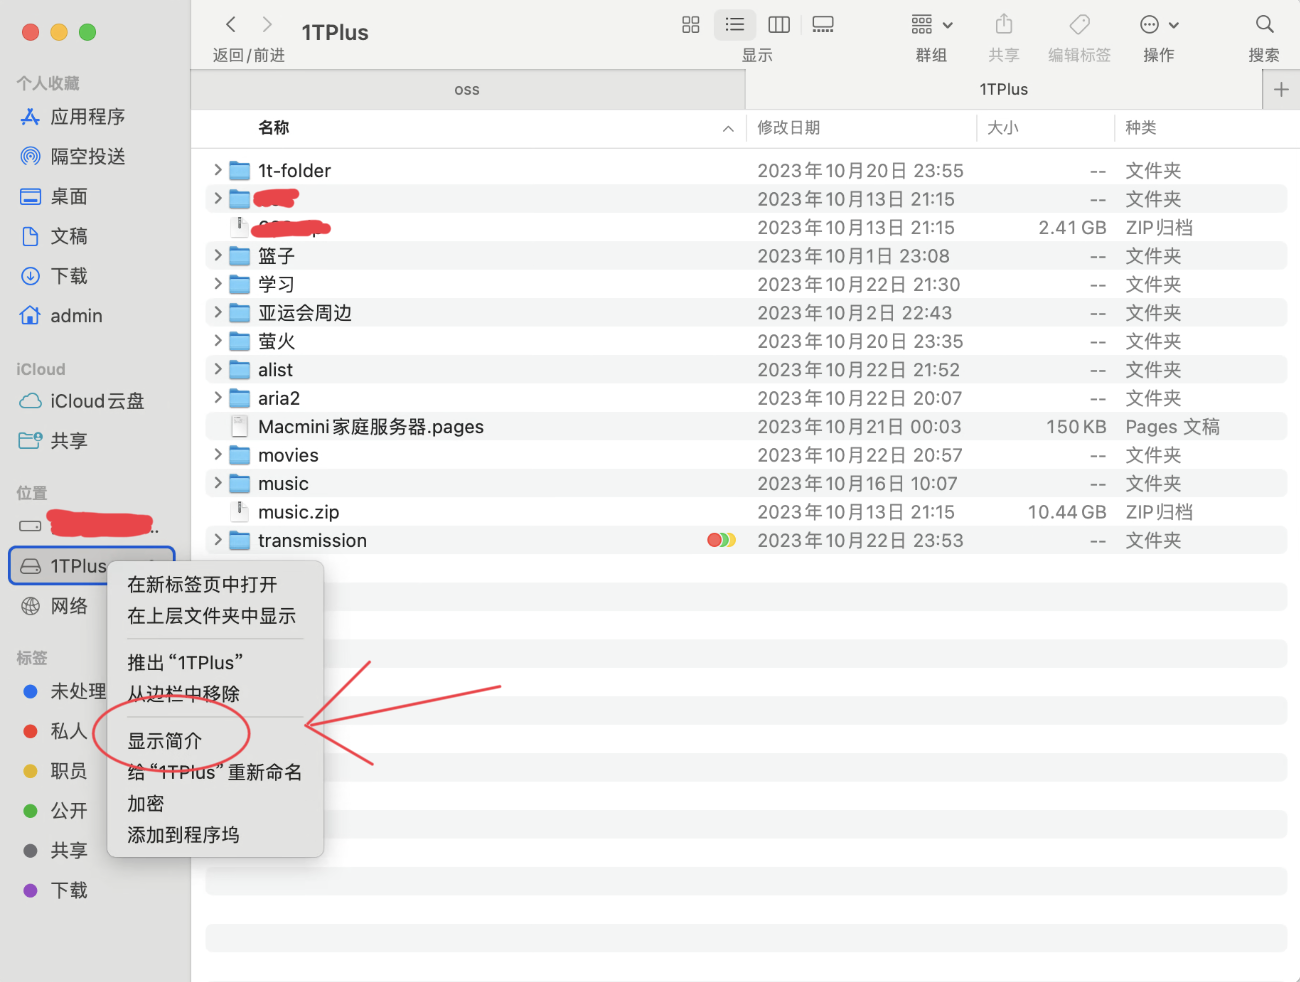 1TPlus
返回/前进
显示
群组
共享
编辑标签
操作
搜索
oss
1TPlus
名称
修改日期
大小
种类
1t-folder 2023年10月20日 23:55 -- 文件夹
2023年10月13日 21:15 -- 文件夹
2023年10月13日 21:15 2.41 GB ZIP归档
篮子 2023年10月1日 23:08 -- 文件夹
学习 2023年10月22日 21:30 -- 文件夹
亚运会周边 2023年10月2日 22:43 -- 文件夹
萤火 2023年10月20日 23:35 -- 文件夹
alist 2023年10月22日 21:52 -- 文件夹
aria2 2023年10月22日 20:07 -- 文件夹
Macmini家庭服务器.pages 2023年10月21日 00:03 150 KB Pages 文稿
movies 2023年10月22日 20:57 -- 文件夹
music 2023年10月16日 10:07 -- 文件夹
music.zip 2023年10月13日 21:15 10.44 GB ZIP归档
transmission 2023年10月22日 23:53 -- 文件夹
个人收藏
应用程序
隔空投送
桌面
文稿
下载
admin
iCloud
iCloud云盘
共享
位置
1TPlus
网络
标签
未处理
私人
职员
公开
共享
下载
在新标签页中打开
在上层文件夹中显示
推出“1TPlus”
从边栏中移除
显示简介
给“1TPlus”重新命名
加密
添加到程序坞